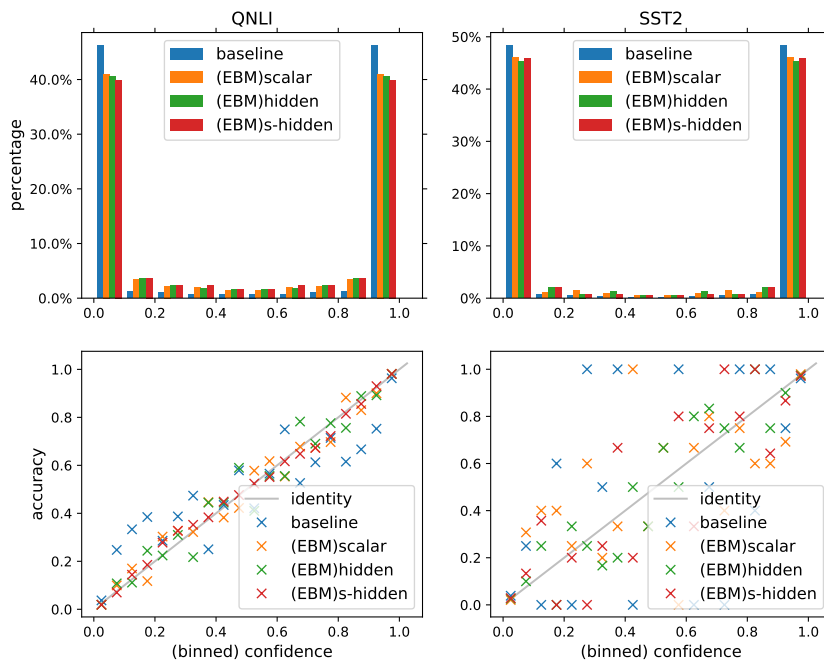 QNLI
SST2
percentage
40.0%
30.0%
20.0%
10.0%
0.0%
baseline
(EBM)scalar
(EBM)hidden
(EBM)s-hidden
0.0 0.2 0.4 0.6 0.8 1.0
50%
40%
30%
20%
10%
0%
baseline
(EBM)scalar
(EBM)hidden
(EBM)s-hidden
0.0 0.2 0.4 0.6 0.8 1.0
accuracy
1.0
0.8
0.6
0.4
0.2
0.0
identity
baseline
(EBM)scalar
(EBM)hidden
(EBM)s-hidden
0.0 0.2 0.4 0.6 0.8 1.0
(binned) confidence
1.0
0.8
0.6
0.4
0.2
0.0
identity
baseline
(EBM)scalar
(EBM)hidden
(EBM)s-hidden
0.0 0.2 0.4 0.6 0.8 1.0
(binned) confidence